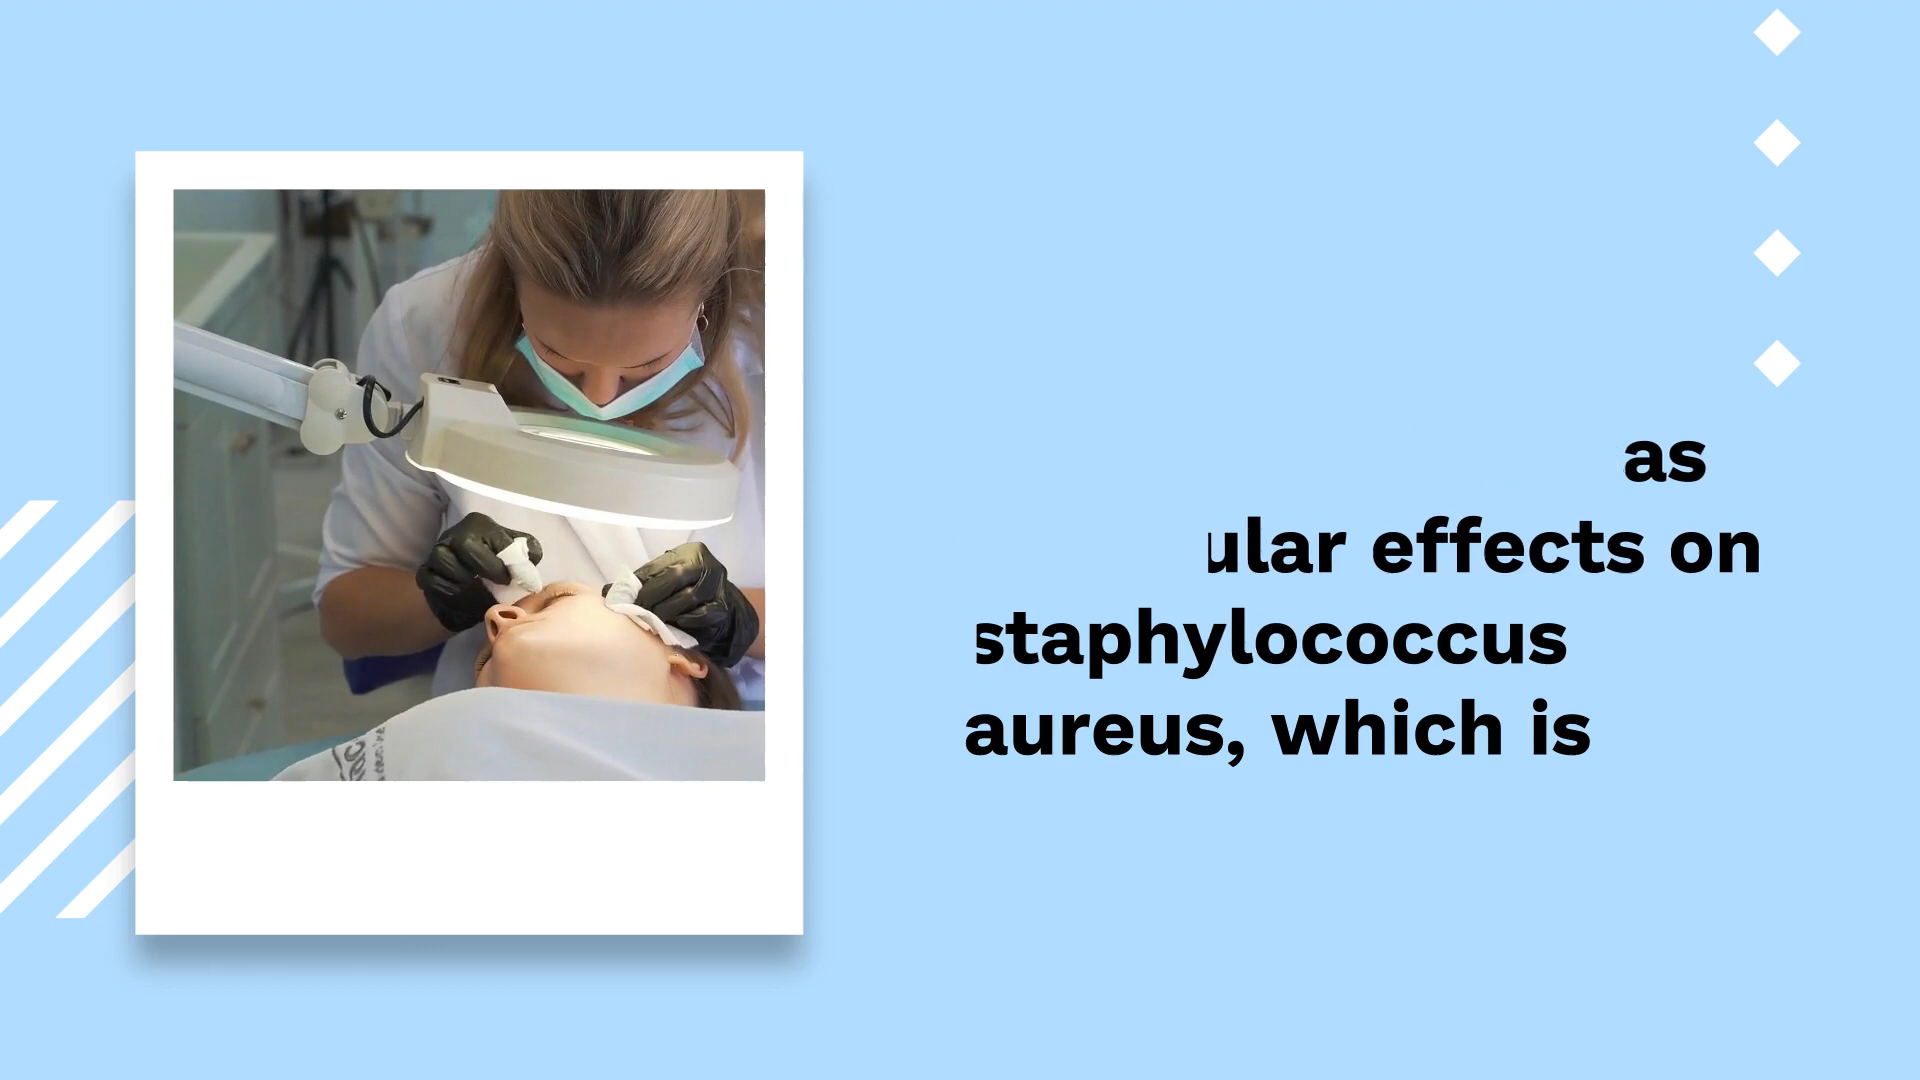 as
ular effects on
staphylococcus
aureus, which is